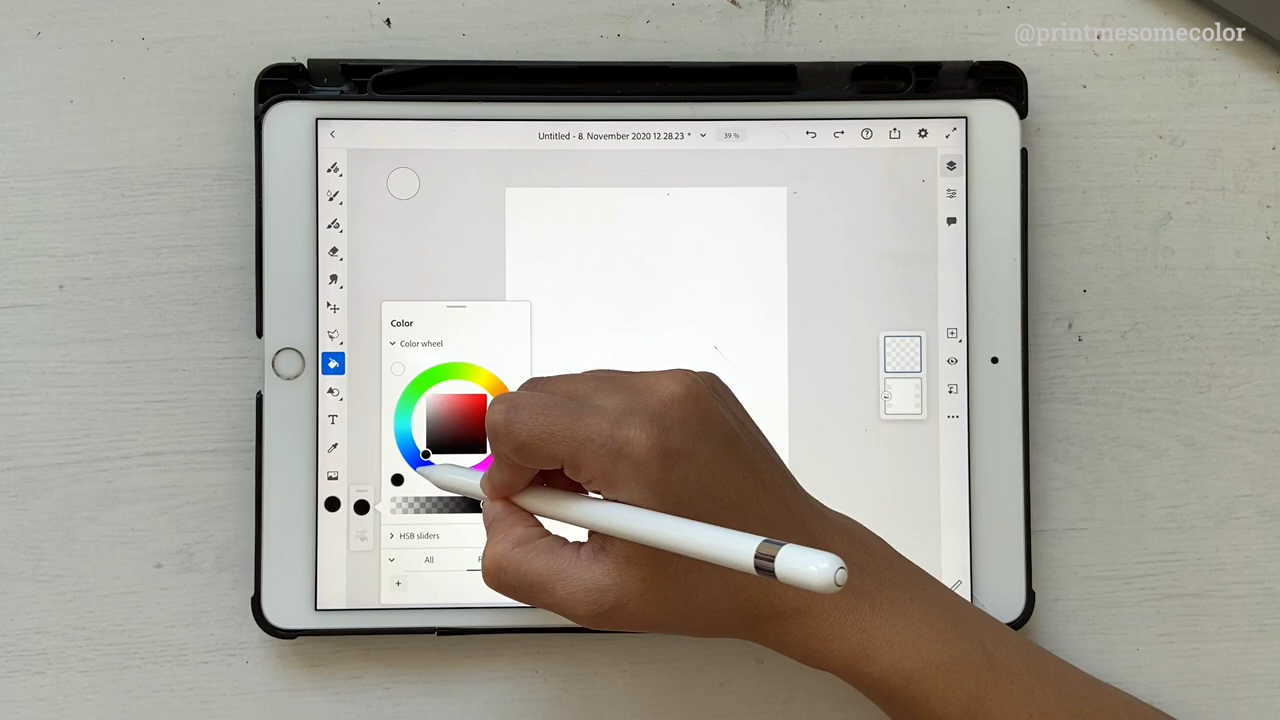 @printmesomecolor
Untitled - 8. November 2020 12.28.23 *
39 %
Color
Color wheel
T
HSB sliders
All